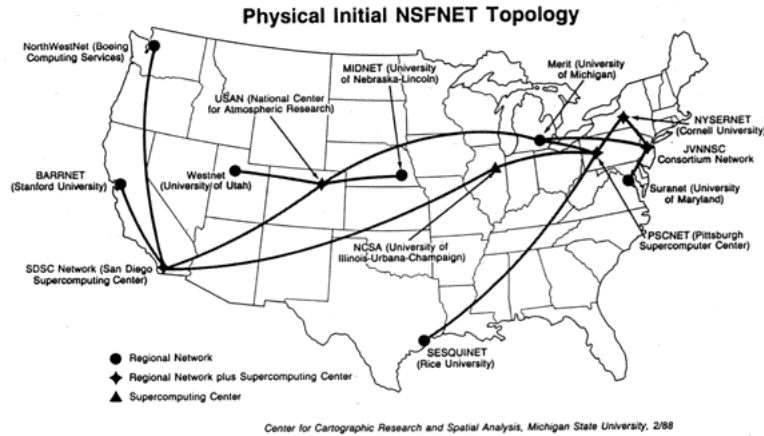 Physical Initial NSFNET Topology
NorthWestNet (Boeing
Computing Services)
MIDNET (University
of Nebraska-Lincoln)
Merit (University
of Michigan)
USAN (National Center
for Atmospheric Research)
NYSERNET
(Cornell University)
JVNNSC
Consortium Network
BARRNET
(Stanford University)
Westnet
(University of Utah)
Suranet (University
of Maryland)
PSCNET (Pittsburgh
Supercomputer Center)
NCSA (University of
Illinois-Urbana-Champaign)
SDSC Network (San Diego
Supercomputing Center)
SESQUINET
(Rice University)
Regional Network
Regional Network plus Supercomputing Center
Supercomputing Center
Center for Cartographic Research and Spatial Analysis, Michigan State University, 2/88